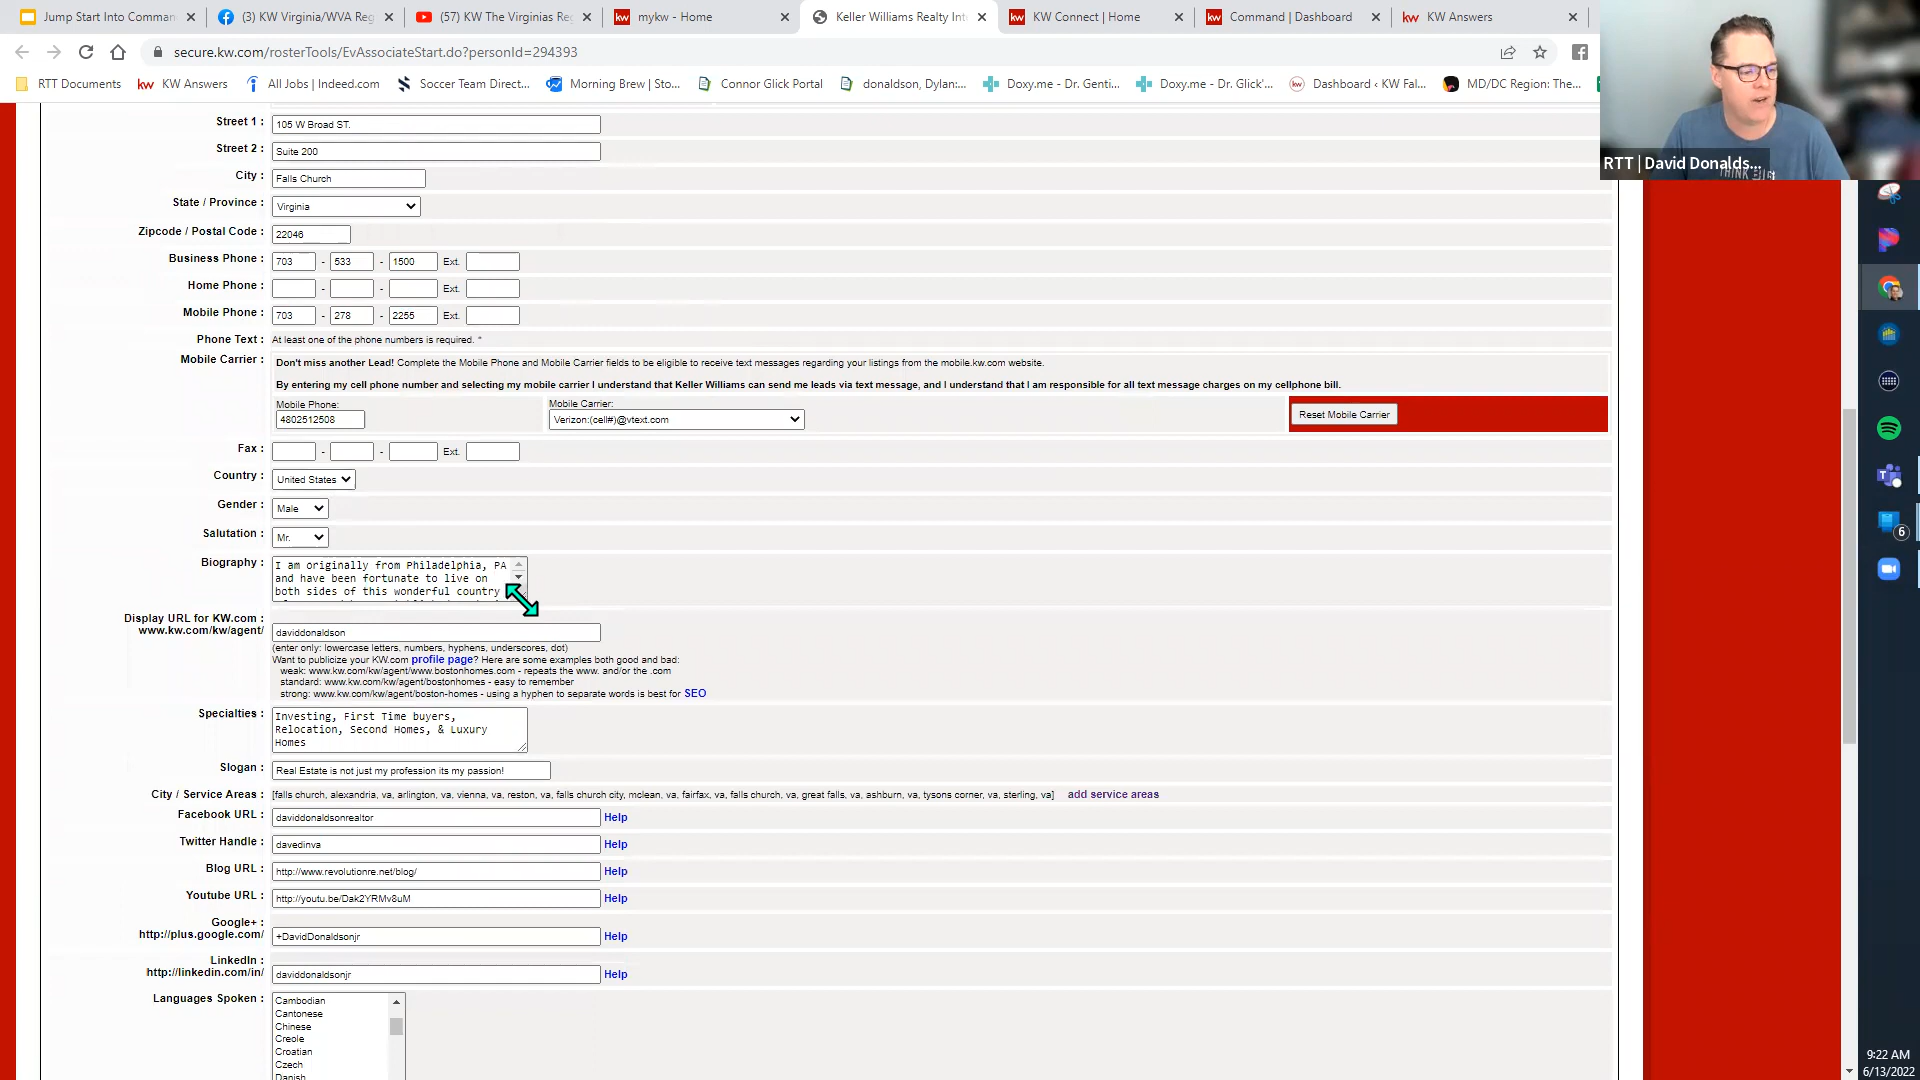 Jump Start Into Comman
(3) KW Virginia/WVA Reg
(57) KW The Virginias Re
mykw - Home
Keller Williams Realty Int
KW Connect | Home
Command | Dashboard
KW Answers
secure.kw.com/rosterTools/EvAssociateStart.do?personId=294393
RTT Documents
KW Answers
All Jobs | Indeed.com
Soccer Team Direct...
Morning Brew | Sto...
Connor Glick Portal
donaldson, Dylan:...
Doxy.me - Dr. Genti...
Doxy.me - Dr. Glick'...
Dashboard ‹ KW Fal...
MD/DC Region: The...
RTT | David Donalds...
Street 1 : 105 W Broad ST.
Street 2 : Suite 200
City : Falls Church
State / Province : Virginia
Zipcode / Postal Code : 22046
Business Phone : 703 - 533 - 1500 Ext.
Home Phone : - - Ext.
Mobile Phone : 703 - 278 - 2255 Ext.
Phone Text : At least one of the phone numbers is required. *
Mobile Carrier : Don't miss another Lead! Complete the Mobile Phone and Mobile Carrier fields to be eligible to receive text messages regarding your listings from the mobile.kw.com website.
By entering my cell phone number and selecting my mobile carrier I understand that Keller Williams can send me leads via text message, and I understand that I am responsible for all text message charges on my cellphone bill.
Mobile Phone: Mobile Carrier:
4802512508 Verizon:(cell#)@vtext.com Reset Mobile Carrier
Fax : - - Ext.
Country : United States
Gender : Male
Salutation : Mr.
Biography : I am originally from Philadelphia, PA
and have been fortunate to live on
both sides of this wonderful country
Display URL for KW.com :
www.kw.com/kw/agent/ daviddonaldson
(enter only: lowercase letters, numbers, hyphens, underscores, dot)
Want to publicize your KW.com profile page? Here are some examples both good and bad:
weak: www.kw.com/kw/agent/www.bostonhomes.com - repeats the www. and/or the .com
standard: www.kw.com/kw/agent/bostonhomes - easy to remember
strong: www.kw.com/kw/agent/boston-homes - using a hyphen to separate words is best for SEO
Specialties : Investing, First Time buyers,
Relocation, Second Homes, & Luxury
Homes
Slogan : Real Estate is not just my profession its my passion!
City / Service Areas : [falls church, alexandria, va, arlington, va, vienna, va, reston, va, falls church city, mclean, va, fairfax, va, falls church, va, great falls, va, ashburn, va, tysons corner, va, sterling, va] add service areas
Facebook URL : daviddonaldsonrealtor Help
Twitter Handle : davedinva Help
Blog URL : http://www.revolutionre.net/blog/ Help
Youtube URL : http://youtu.be/Dak2YRMv8uM Help
Google+ :
http://plus.google.com/ +DavidDonaldsonjr Help
LinkedIn :
http://linkedin.com/in/ daviddonaldsonjr Help
Languages Spoken : Cambodian
Cantonese
Chinese
Creole
Croatian
Czech
Danish
6
9:22 AM
6/13/2022